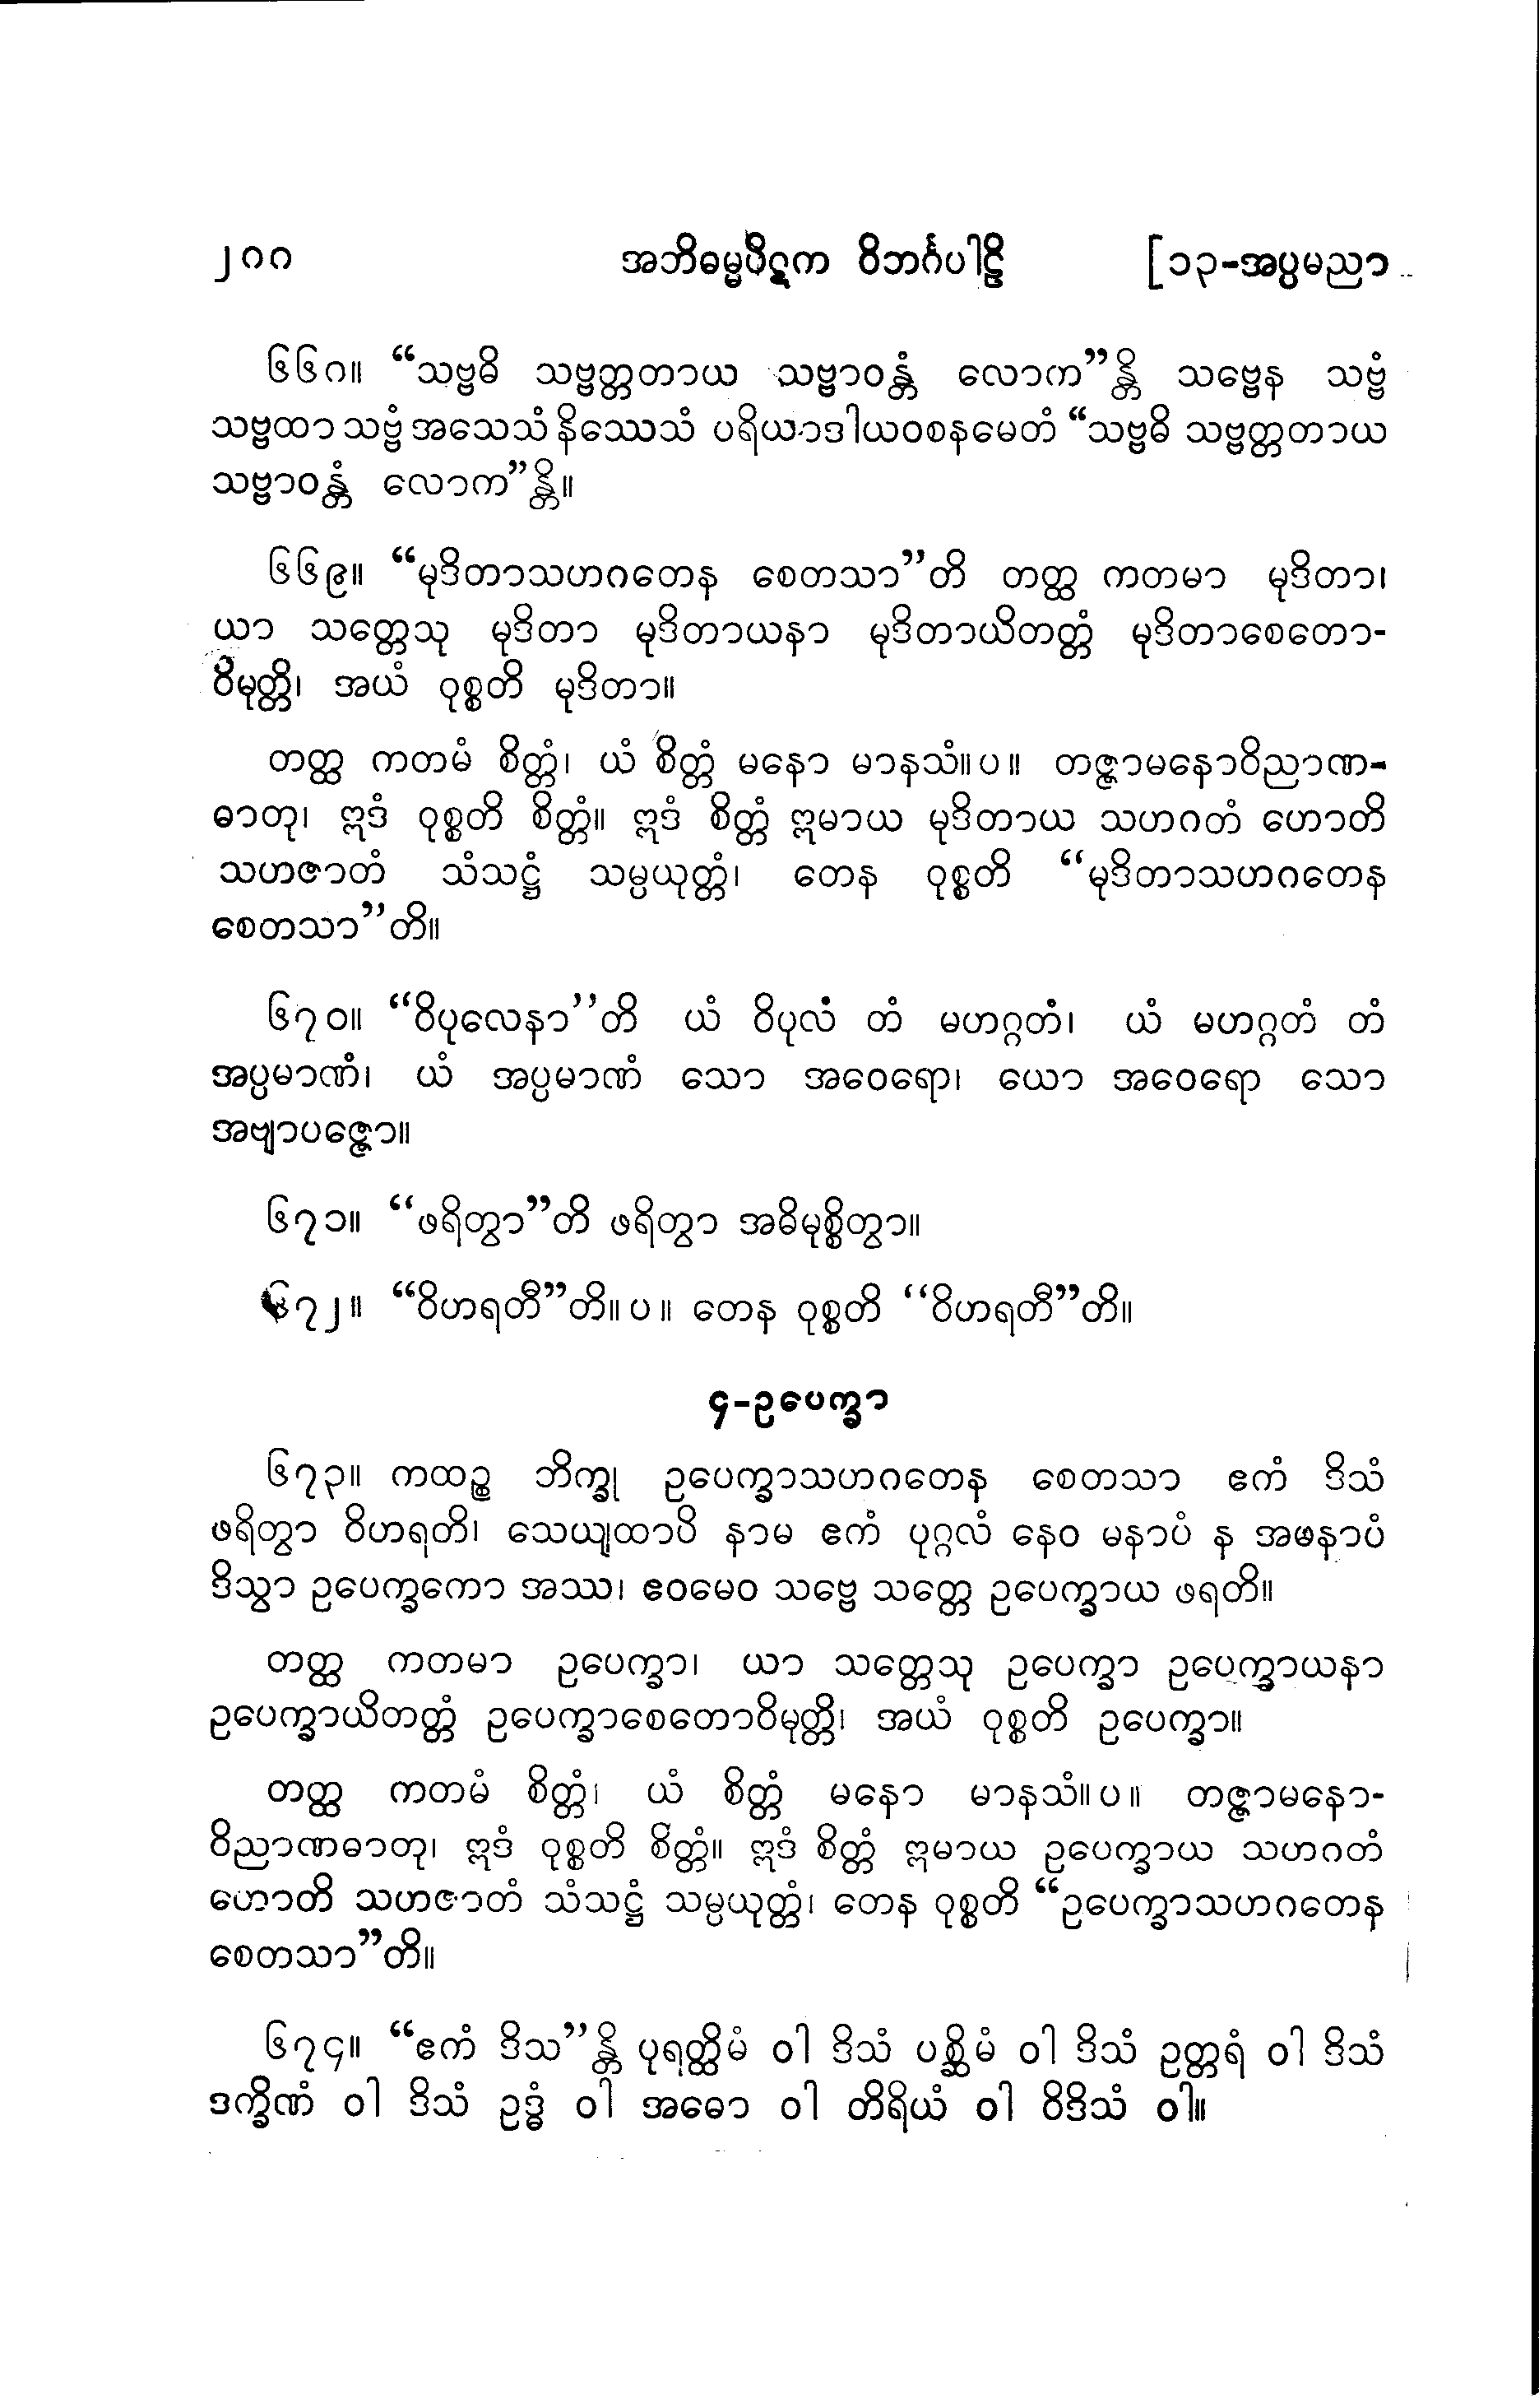 ၂၈၈ အဘိဓမ္မပိဋက ဝိဘင်္ဂပါဠိ [၁၃-အပ္ပမညာ
၆၆၈။ “သဗ္ဗဓိ သဗ္ဗတ္တတာယ သဗ္ဗာဝန္တံ လောက”န္တိ သဗ္ဗေန သဗ္ဗံ
သဗ္ဗထာ သဗ္ဗံ အသေသံ နိဿေသံ ပရိယာဒါယဝစနမေတံ “သဗ္ဗဓိ သဗ္ဗတ္တတာယ
သဗ္ဗာဝန္တံ လောက”န္တိ။
၆၆၉။ “မုဒိတာသဟဂတေန စေတသာ”တိ တတ္ထ ကတမာ မုဒိတာ၊
ယာ သတ္တေသု မုဒိတာ မုဒိတာယနာ မုဒိတာယိတတ္တံ မုဒိတာစေတော-
ဝိမုတ္တိ၊ အယံ ဝုစ္စတိ မုဒိတာ။
တတ္ထ ကတမံ စိတ္တံ၊ ယံ စိတ္တံ မနော မာနသံ။ပ။ တဇ္ဇာမနောဝိညာဏ-
ဓာတု၊ ဣဒံ ဝုစ္စတိ စိတ္တံ။ ဣဒံ စိတ္တံ ဣမာယ မုဒိတာယ သဟဂတံ ဟောတိ
သဟဇာတံ သံသဋ္ဌံ သမ္ပယုတ္တံ၊ တေန ဝုစ္စတိ “မုဒိတာသဟဂတေန
စေတသာ”တိ။
၆၇၀။ “ဝိပုလေနာ”တိ ယံ ဝိပုလံ တံ မဟဂ္ဂတံ၊ ယံ မဟဂ္ဂတံ တံ
အပ္ပမာဏံ၊ ယံ အပ္ပမာဏံ သော အဝေရော၊ ယော အဝေရော သော
အဗျာပဇ္ဇော။
၆၇၁။ “ဖရိတွာ”တိ ဖရိတွာ အဓိမုစ္စိတွာ။
၆၇၂။ “ဝိဟရတီ”တိ။ပ။ တေန ဝုစ္စတိ “ဝိဟရတီ”တိ။
၄-ဥပေက္ခာ
၆၇၃။ ကထဉ္စ ဘိက္ခု ဥပေက္ခာသဟဂတေန စေတသာ ဧကံ ဒိသံ
ဖရိတွာ ဝိဟရတိ၊ သေယျထာပိ နာမ ဧကံ ပုဂ္ဂလံ နေဝ မနာပံ န အမနာပံ
ဒိသွာ ဥပေက္ခကော အဿ၊ ဧဝမေဝ သဗ္ဗေ သတ္တေ ဥပေက္ခာယ ဖရတိ။
တတ္ထ ကတမာ ဥပေက္ခာ၊ ယာ သတ္တေသု ဥပေက္ခာ ဥပေက္ခာယနာ
ဥပေက္ခာယိတတ္တံ ဥပေက္ခာစေတောဝိမုတ္တိ၊ အယံ ဝုစ္စတိ ဥပေက္ခာ။
တတ္ထ ကတမံ စိတ္တံ၊ ယံ စိတ္တံ မနော မာနသံ။ပ။ တဇ္ဇာမနော-
ဝိညာဏဓာတု၊ ဣဒံ ဝုစ္စတိ စိတ္တံ။ ဣဒံ စိတ္တံ ဣမာယ ဥပေက္ခာယ သဟဂတံ
ဟောတိ သဟဇာတံ သံသဋ္ဌံ သမ္ပယုတ္တံ၊ တေန ဝုစ္စတိ “ဥပေက္ခာသဟဂတေန
စေတသာ”တိ။
၆၇၄။ “ဧကံ ဒိသ”န္တိ ပုရတ္ထိမံ ဝါ ဒိသံ ပစ္ဆိမံ ဝါ ဒိသံ ဥတ္တရံ ဝါ ဒိသံ
ဒက္ခိဏံ ဝါ ဒိသံ ဥဒ္ဓံ ဝါ အဓော ဝါ တိရိယံ ဝါ ဝိဒိသံ ဝါ။